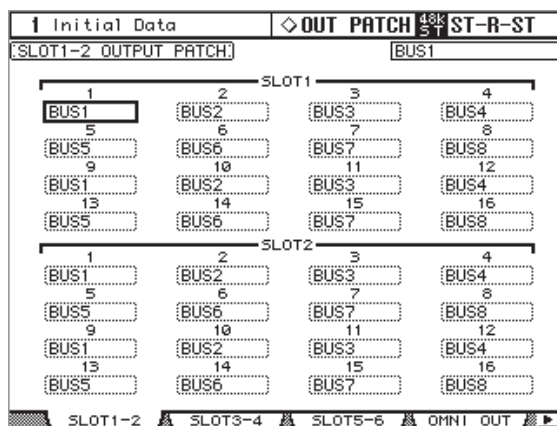 1 Initial Data ◇OUT PATCH 48k ST ST-R-ST
SLOT1-2 OUTPUT PATCH BUS1
SLOT1
1 2 3 4
BUS1 BUS2 BUS3 BUS4
5 6 7 8
BUS5 BUS6 BUS7 BUS8
9 10 11 12
BUS1 BUS2 BUS3 BUS4
13 14 15 16
BUS5 BUS6 BUS7 BUS8
SLOT2
1 2 3 4
BUS1 BUS2 BUS3 BUS4
5 6 7 8
BUS5 BUS6 BUS7 BUS8
9 10 11 12
BUS1 BUS2 BUS3 BUS4
13 14 15 16
BUS5 BUS6 BUS7 BUS8
SLOT1-2 SLOT3-4 SLOT5-6 OMNI OUT